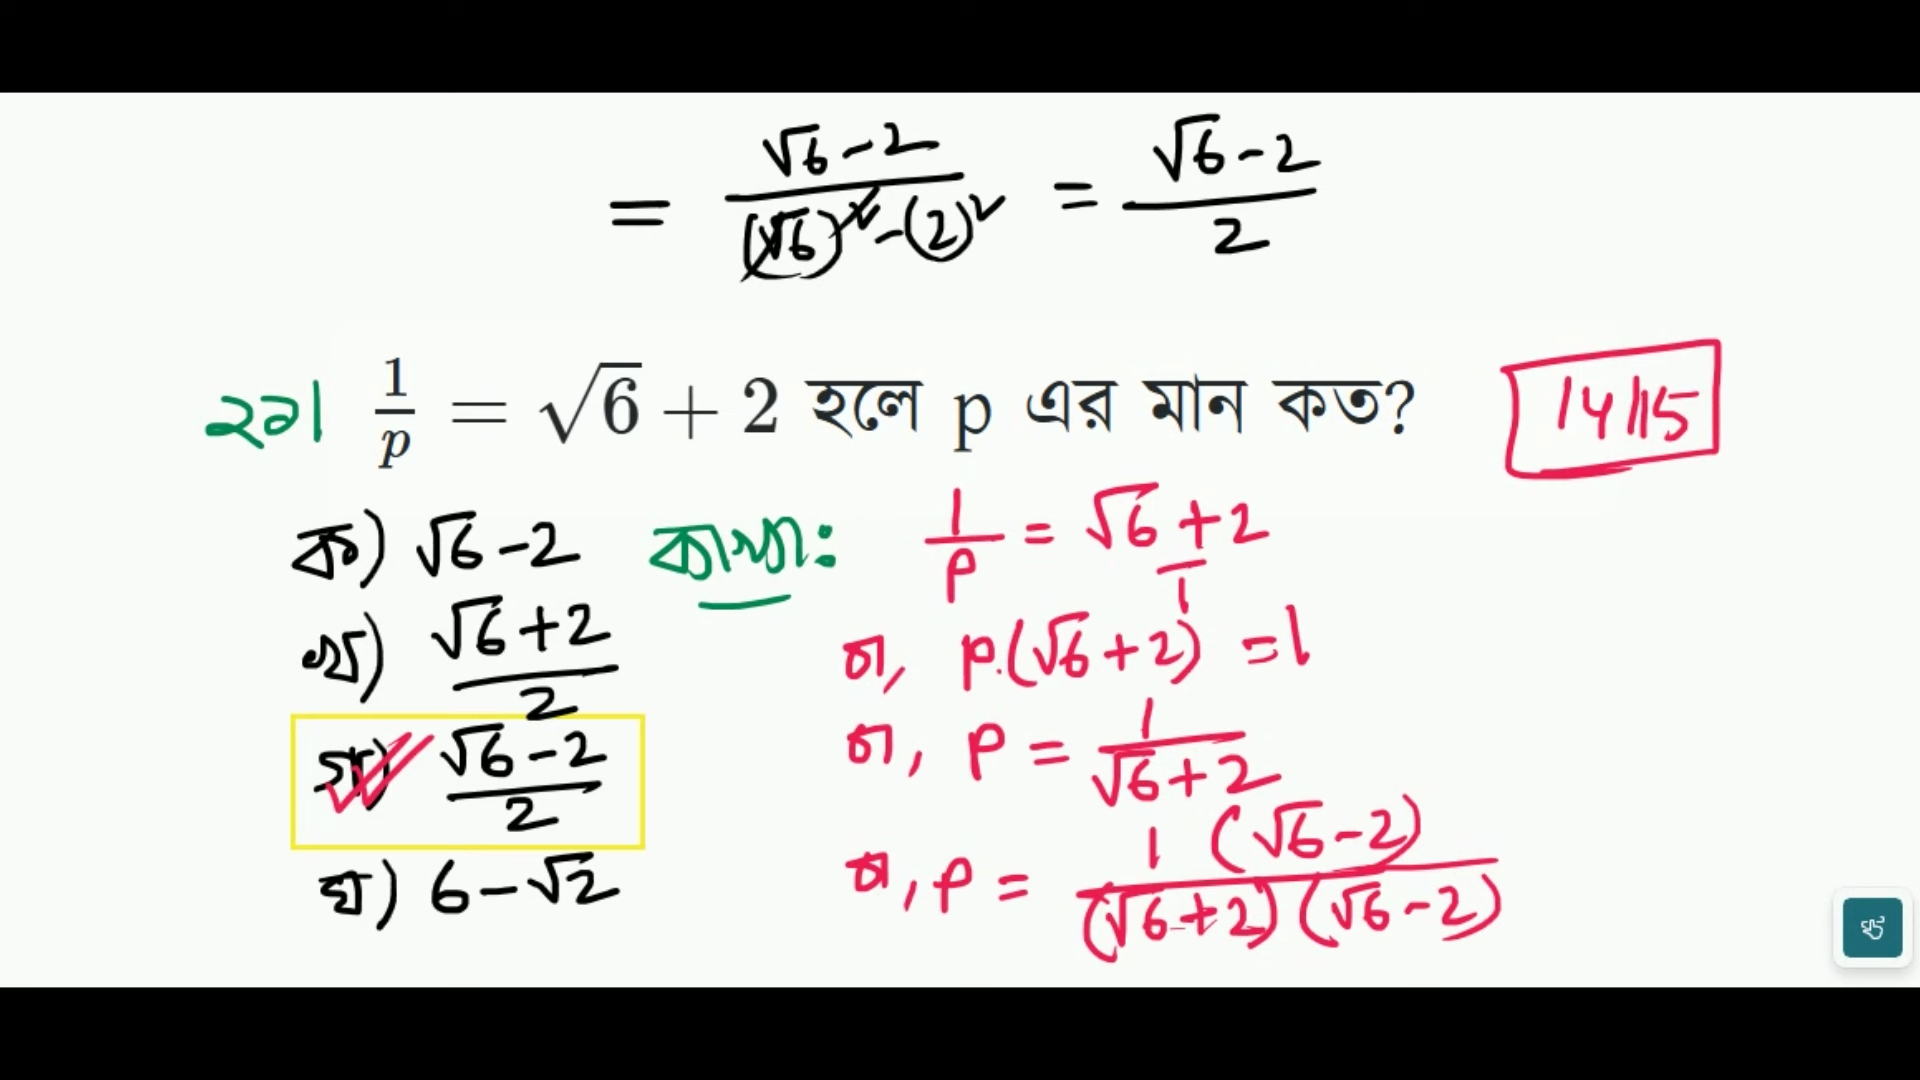 = (√6 - 2)/((√6)² - (2)²) = (√6 - 2)/2
২৯। 1/p = √6 + 2 হলে p এর মান কত? 14/15
ক) √6 - 2
খ) (√6 + 2)/2
গ) (√6 - 2)/2
ঘ) 6 - √2
1/P = (√6 + 2)/1
বা, P.(√6 + 2) = 1
বা, P = 1/(√6 + 2)
বা, P = 1 (√6 - 2)/((√6 + 2)(√6 - 2))